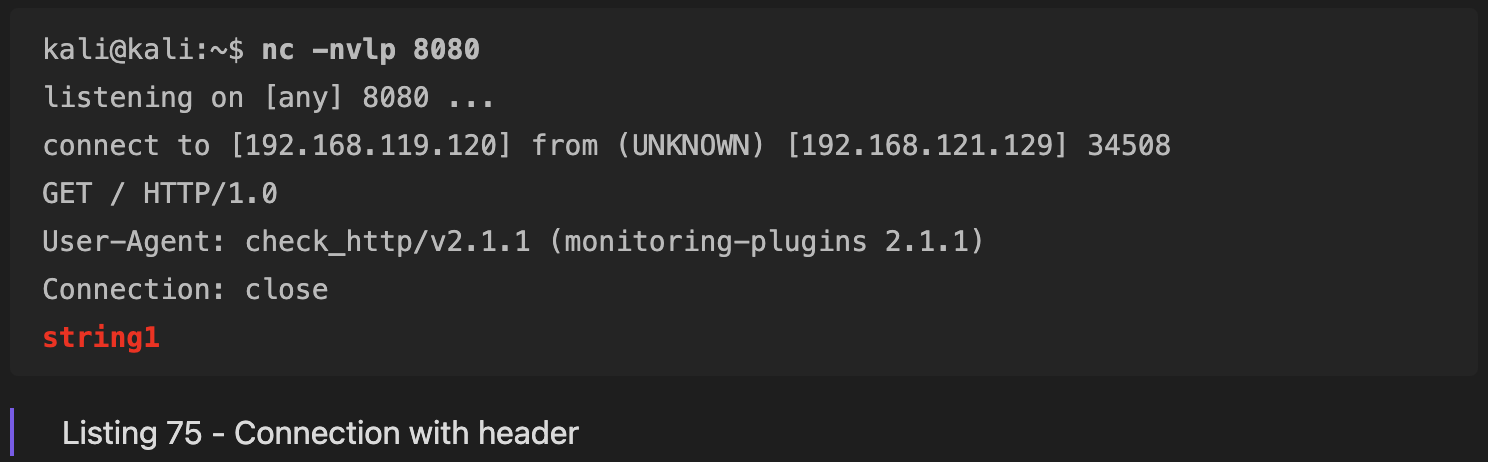 kali@kali:~$ nc -nvlp 8080
listening on [any] 8080 ...
connect to [192.168.119.120] from (UNKNOWN) [192.168.121.129] 34508
GET / HTTP/1.0
User-Agent: check_http/v2.1.1 (monitoring-plugins 2.1.1)
Connection: close
string1
Listing 75 - Connection with header